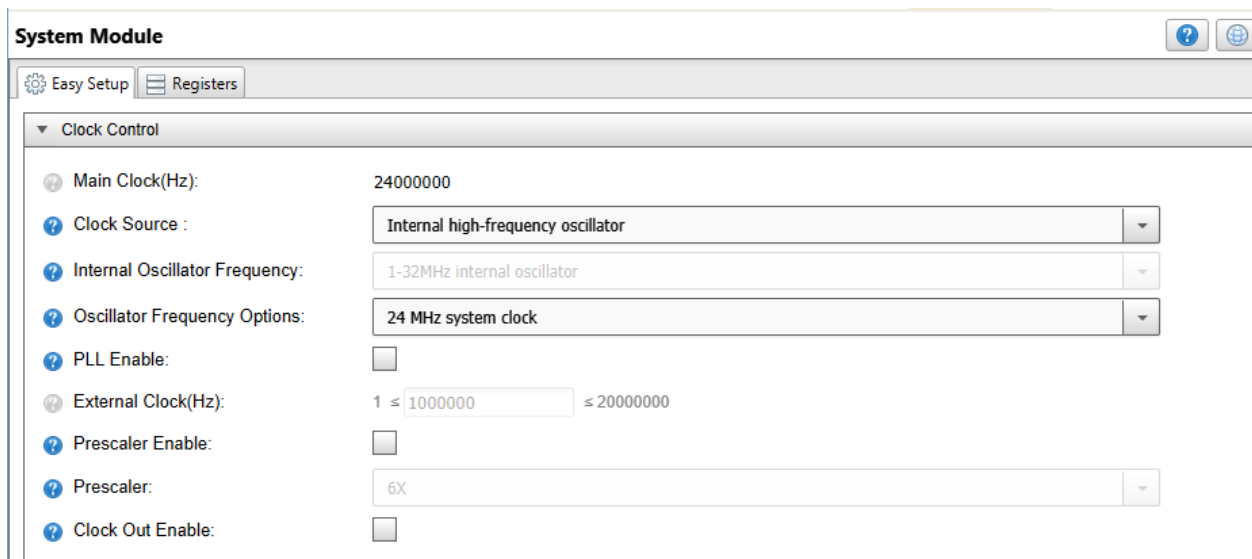 System Module
Easy Setup Registers
Clock Control
Main Clock(Hz): 24000000
Clock Source : Internal high-frequency oscillator
Internal Oscillator Frequency: 1-32MHz internal oscillator
Oscillator Frequency Options: 24 MHz system clock
PLL Enable:
External Clock(Hz): 1 ≤ 1000000 ≤ 20000000
Prescaler Enable:
Prescaler: 6X
Clock Out Enable: